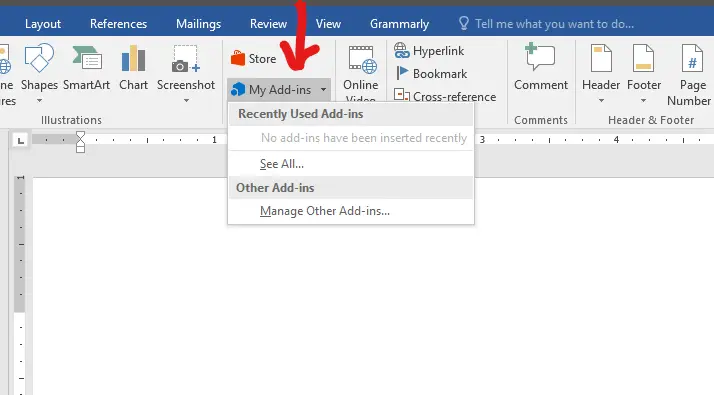 Layout References Mailings Review View Grammarly Tell me what you want to do...
Store
Hyperlink
Shapes SmartArt Chart Screenshot
My Add-ins
Online
Video
Bookmark
Cross-reference
Comment
Header Footer Page
Number
Illustrations
Comments
Header & Footer
Recently Used Add-ins
No add-ins have been inserted recently
See All...
Other Add-ins
Manage Other Add-ins...
L
1 3 4
1